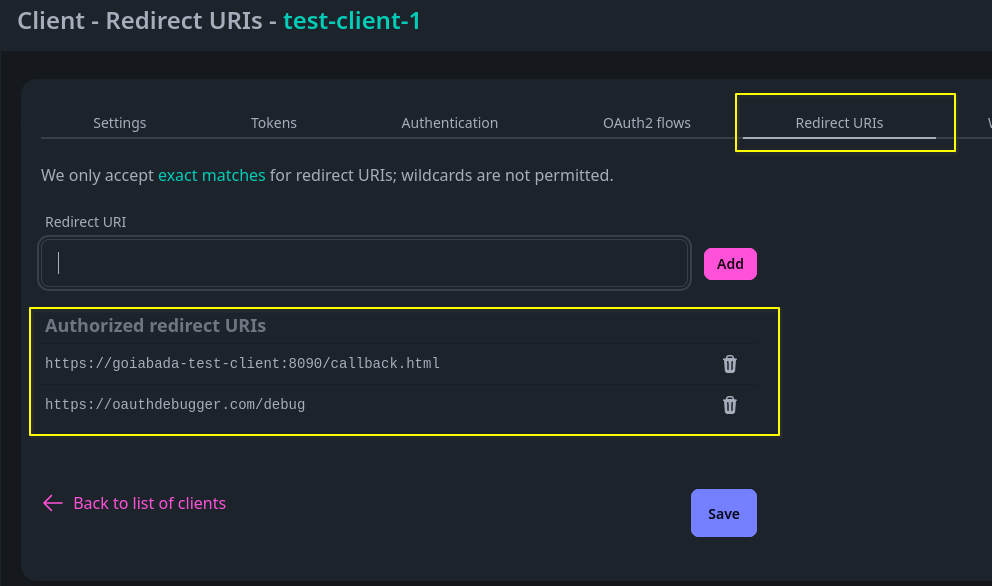 Client - Redirect URIs - test-client-1
Settings Tokens Authentication OAuth2 flows Redirect URIs
We only accept exact matches for redirect URIs; wildcards are not permitted.
Redirect URI
Add
Authorized redirect URIs
https://goiabada-test-client:8090/callback.html
https://oauthdebugger.com/debug
Back to list of clients
Save